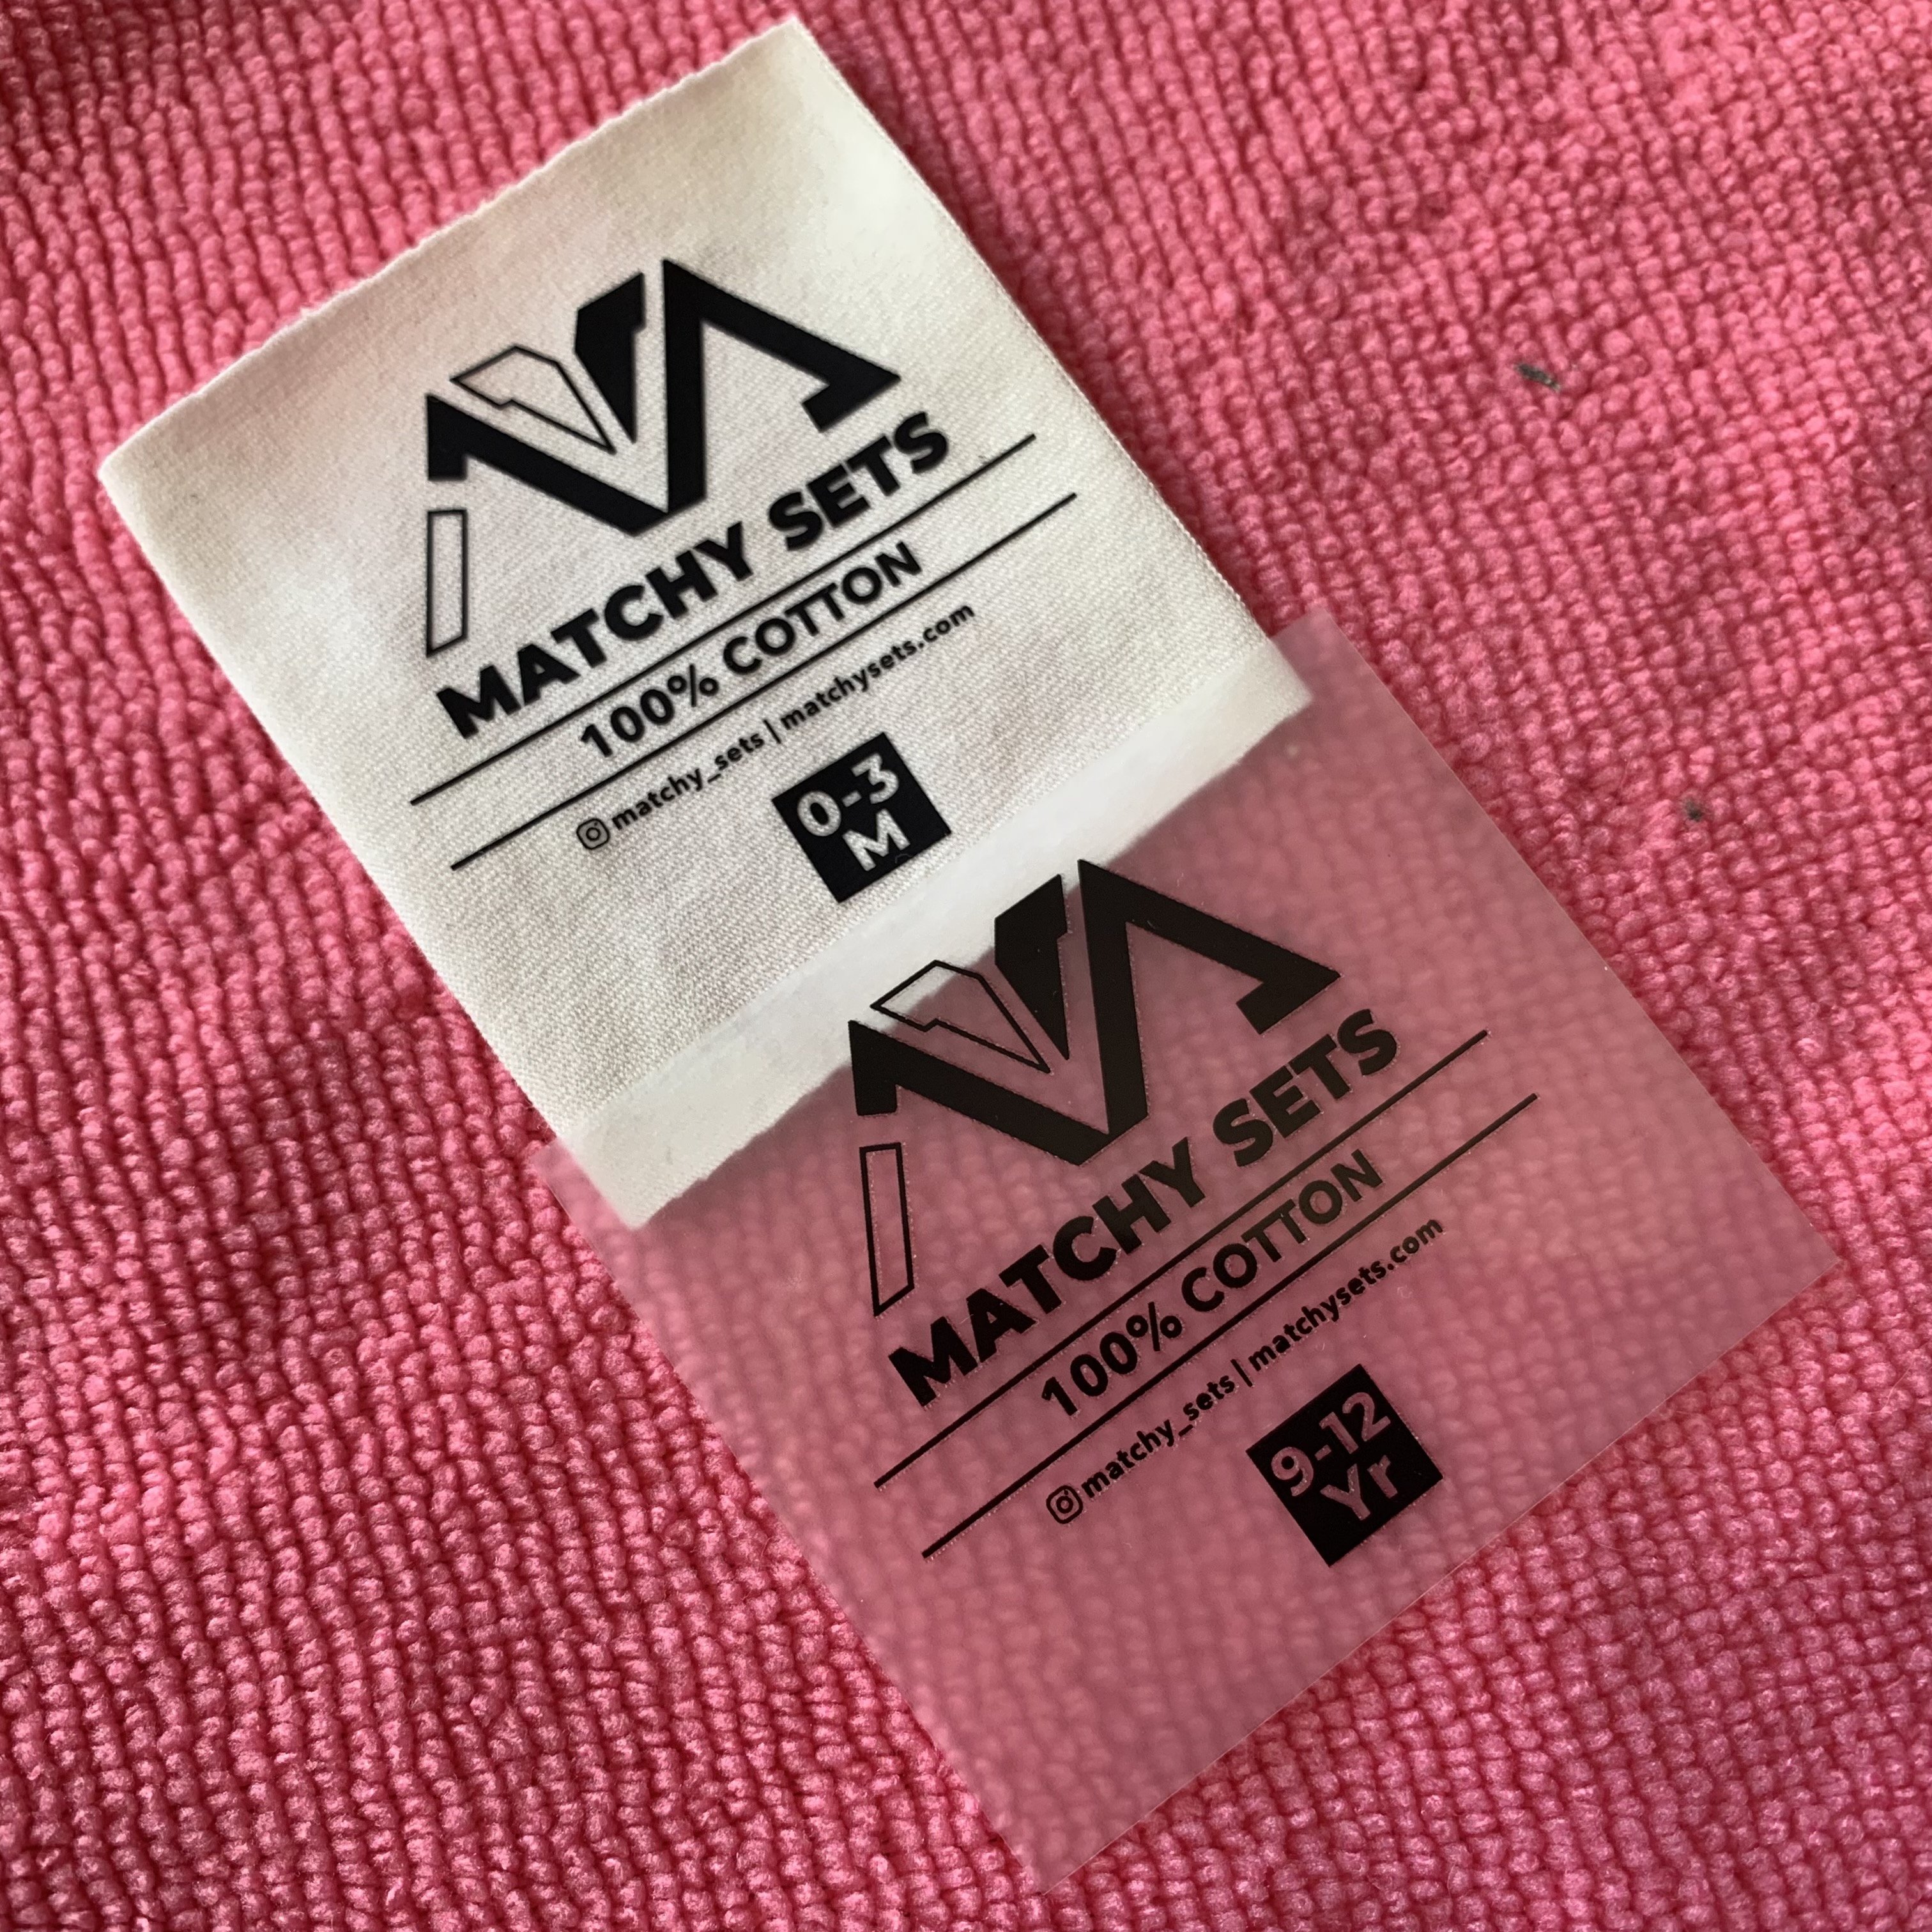 MATCHY SETS
100% COTTON
matchy_sets | matchysets.com
0-3
M
MATCHY SETS
100% COTTON
matchy_sets | matchysets.com
9-12
Yr